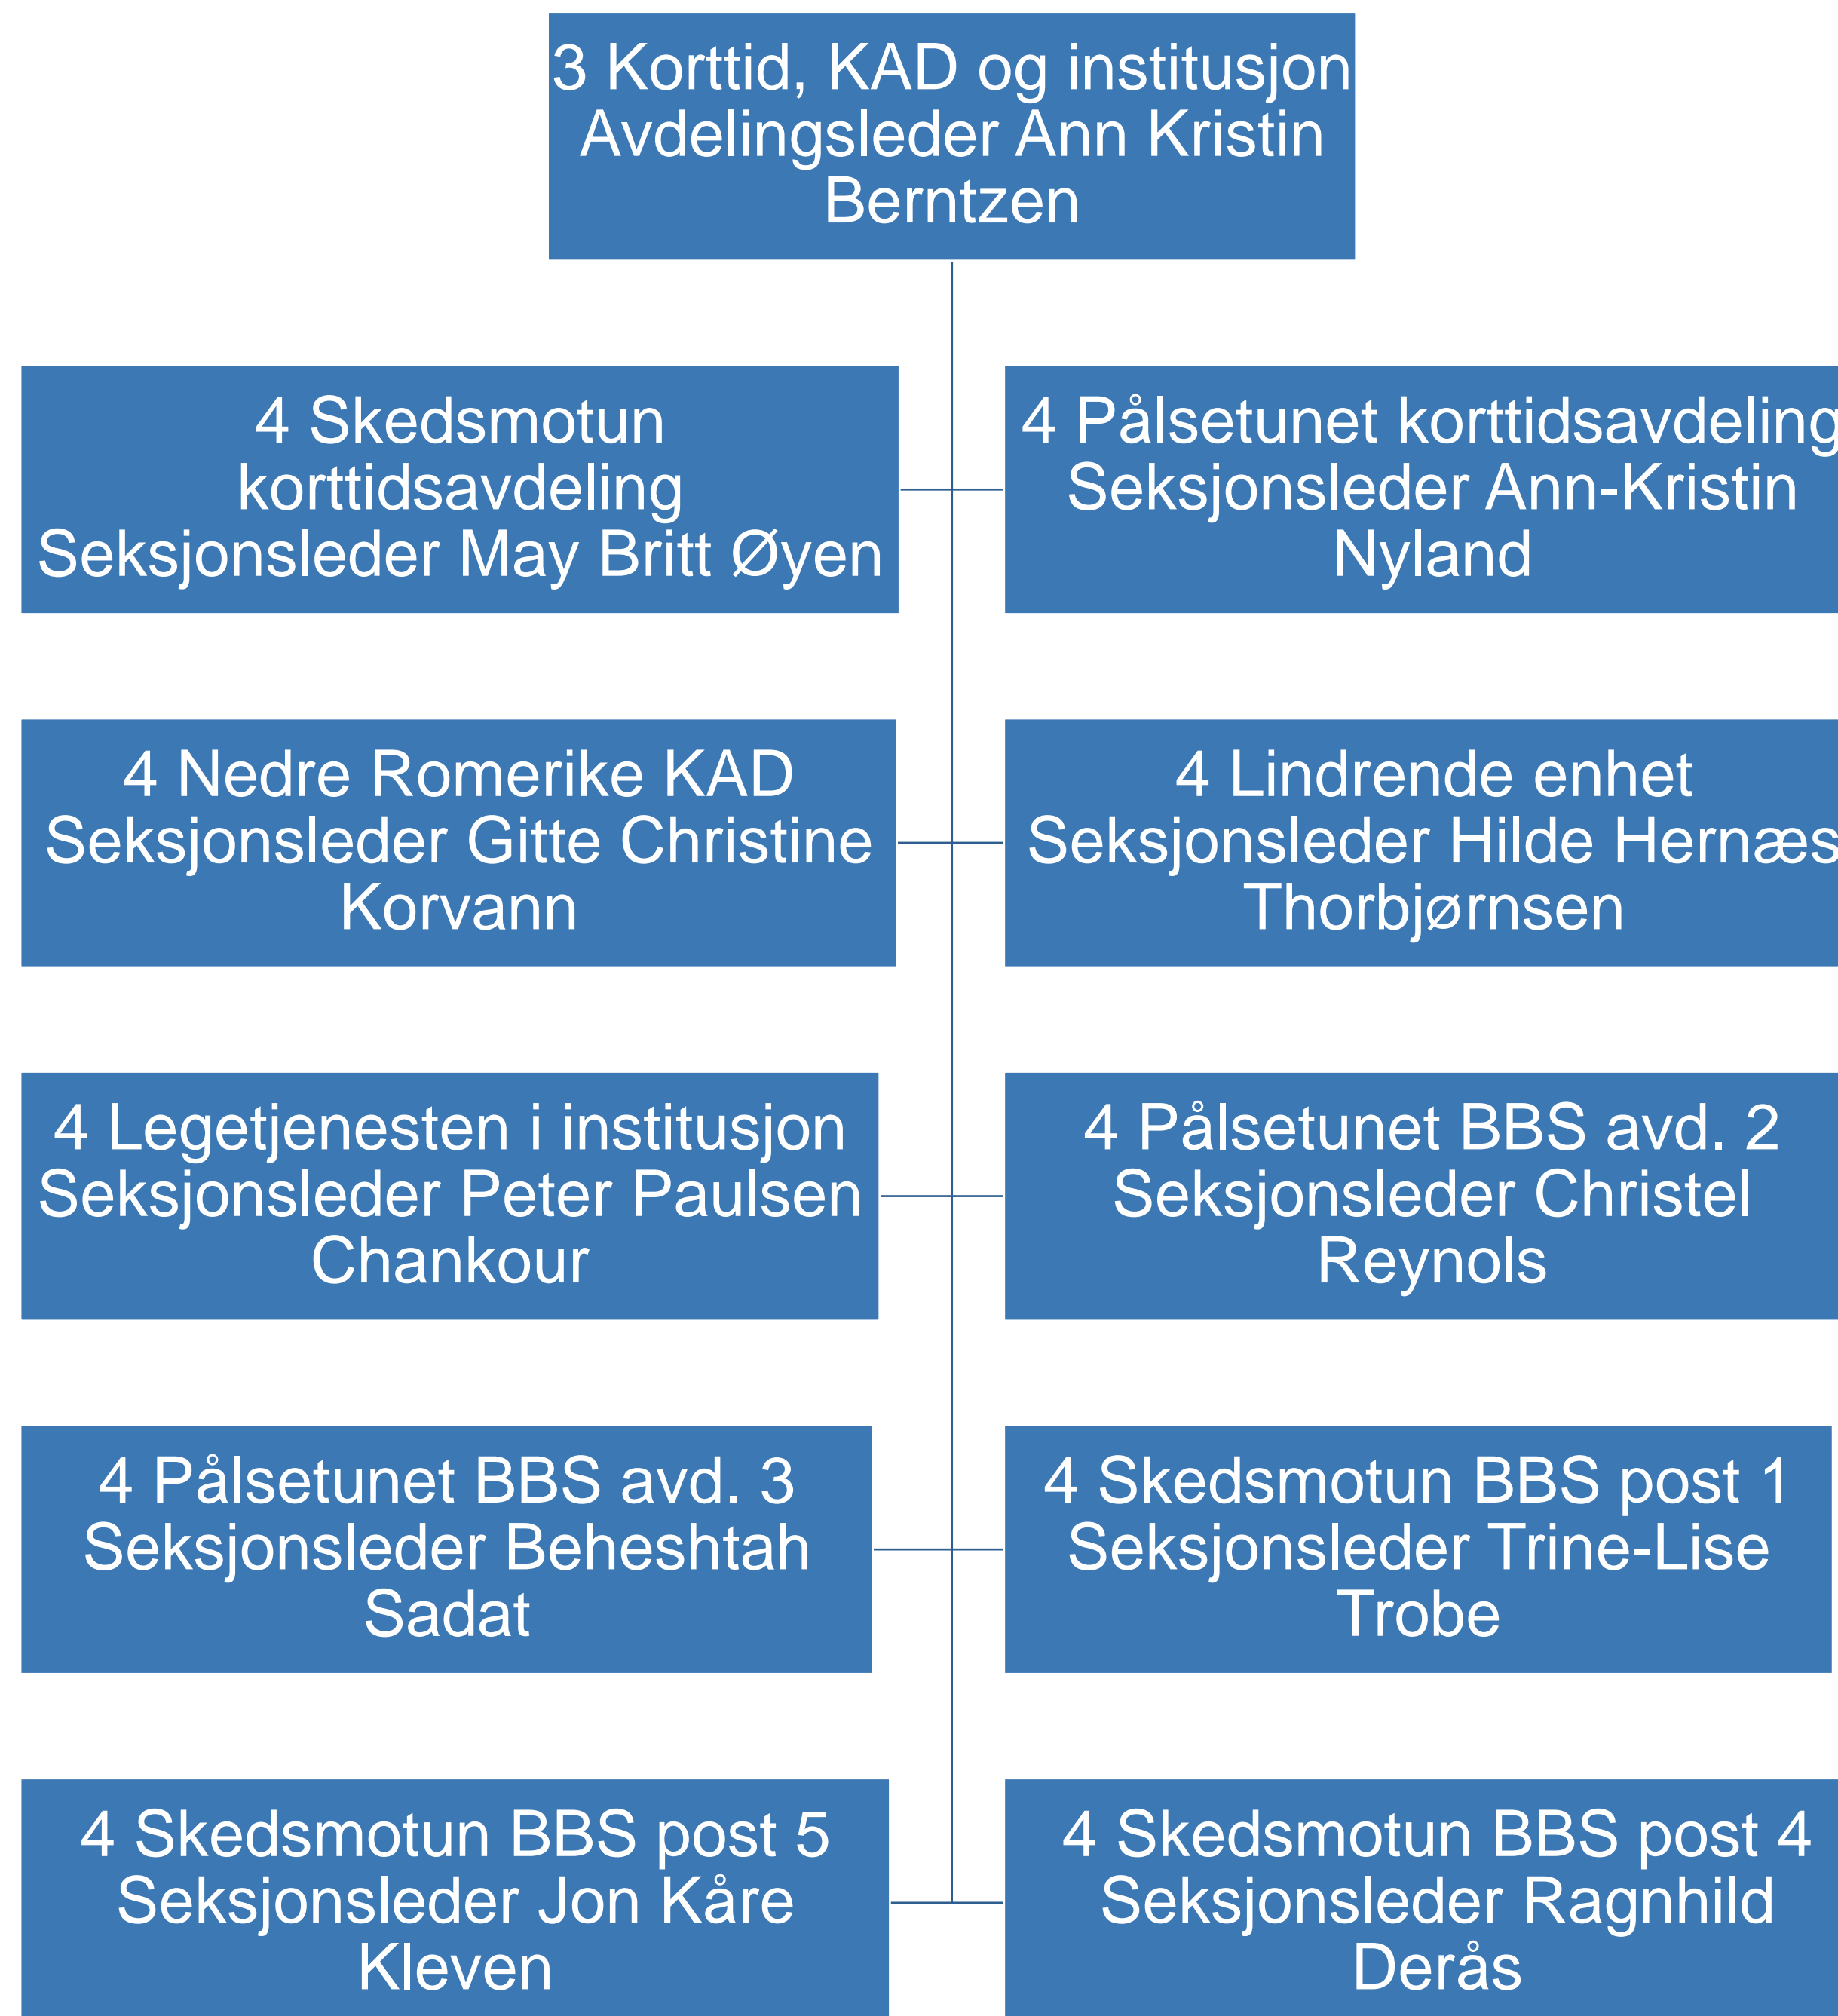 3 Korttid, KAD og institusjon
Avdelingsleder Ann Kristin
Berntzen
4 Skedsmotun
korttidsavdeling
Seksjonsleder May Britt Øyen
4 Pålsetunet korttidsavdeling
Seksjonsleder Ann-Kristin
Nyland
4 Nedre Romerike KAD
Seksjonsleder Gitte Christine
Korvann
4 Lindrende enhet
Seksjonsleder Hilde Hernæs
Thorbjørnsen
4 Legetjenesten i institusjon
Seksjonsleder Peter Paulsen
Chankour
4 Pålsetunet BBS avd. 2
Seksjonsleder Christel
Reynols
4 Pålsetunet BBS avd. 3
Seksjonsleder Beheshtah
Sadat
4 Skedsmotun BBS post 1
Seksjonsleder Trine-Lise
Trobe
4 Skedsmotun BBS post 5
Seksjonsleder Jon Kåre
Kleven
4 Skedsmotun BBS post 4
Seksjonsleder Ragnhild
Derås